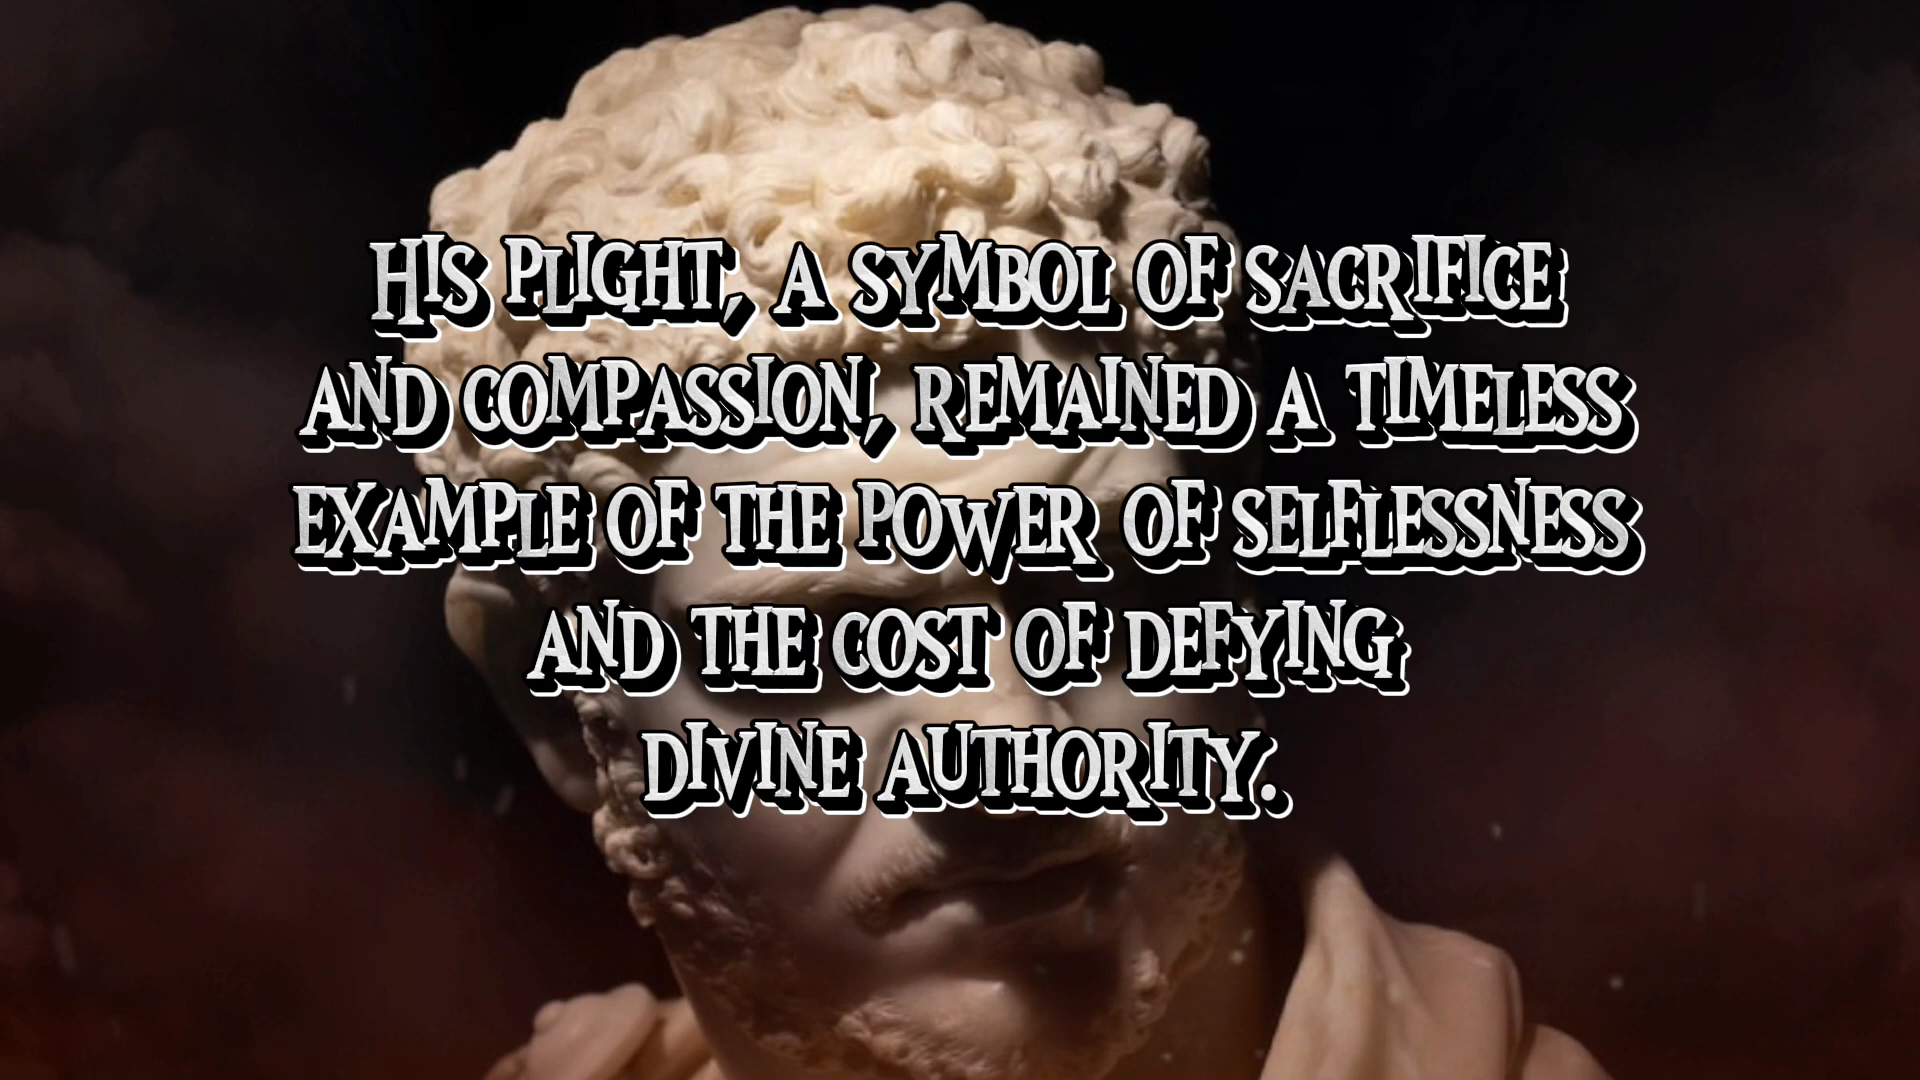 His plight, a symbol of sacrifice
and compassion, remained a timeless
example of the power of selflessness
and the cost of defying
divine authority.